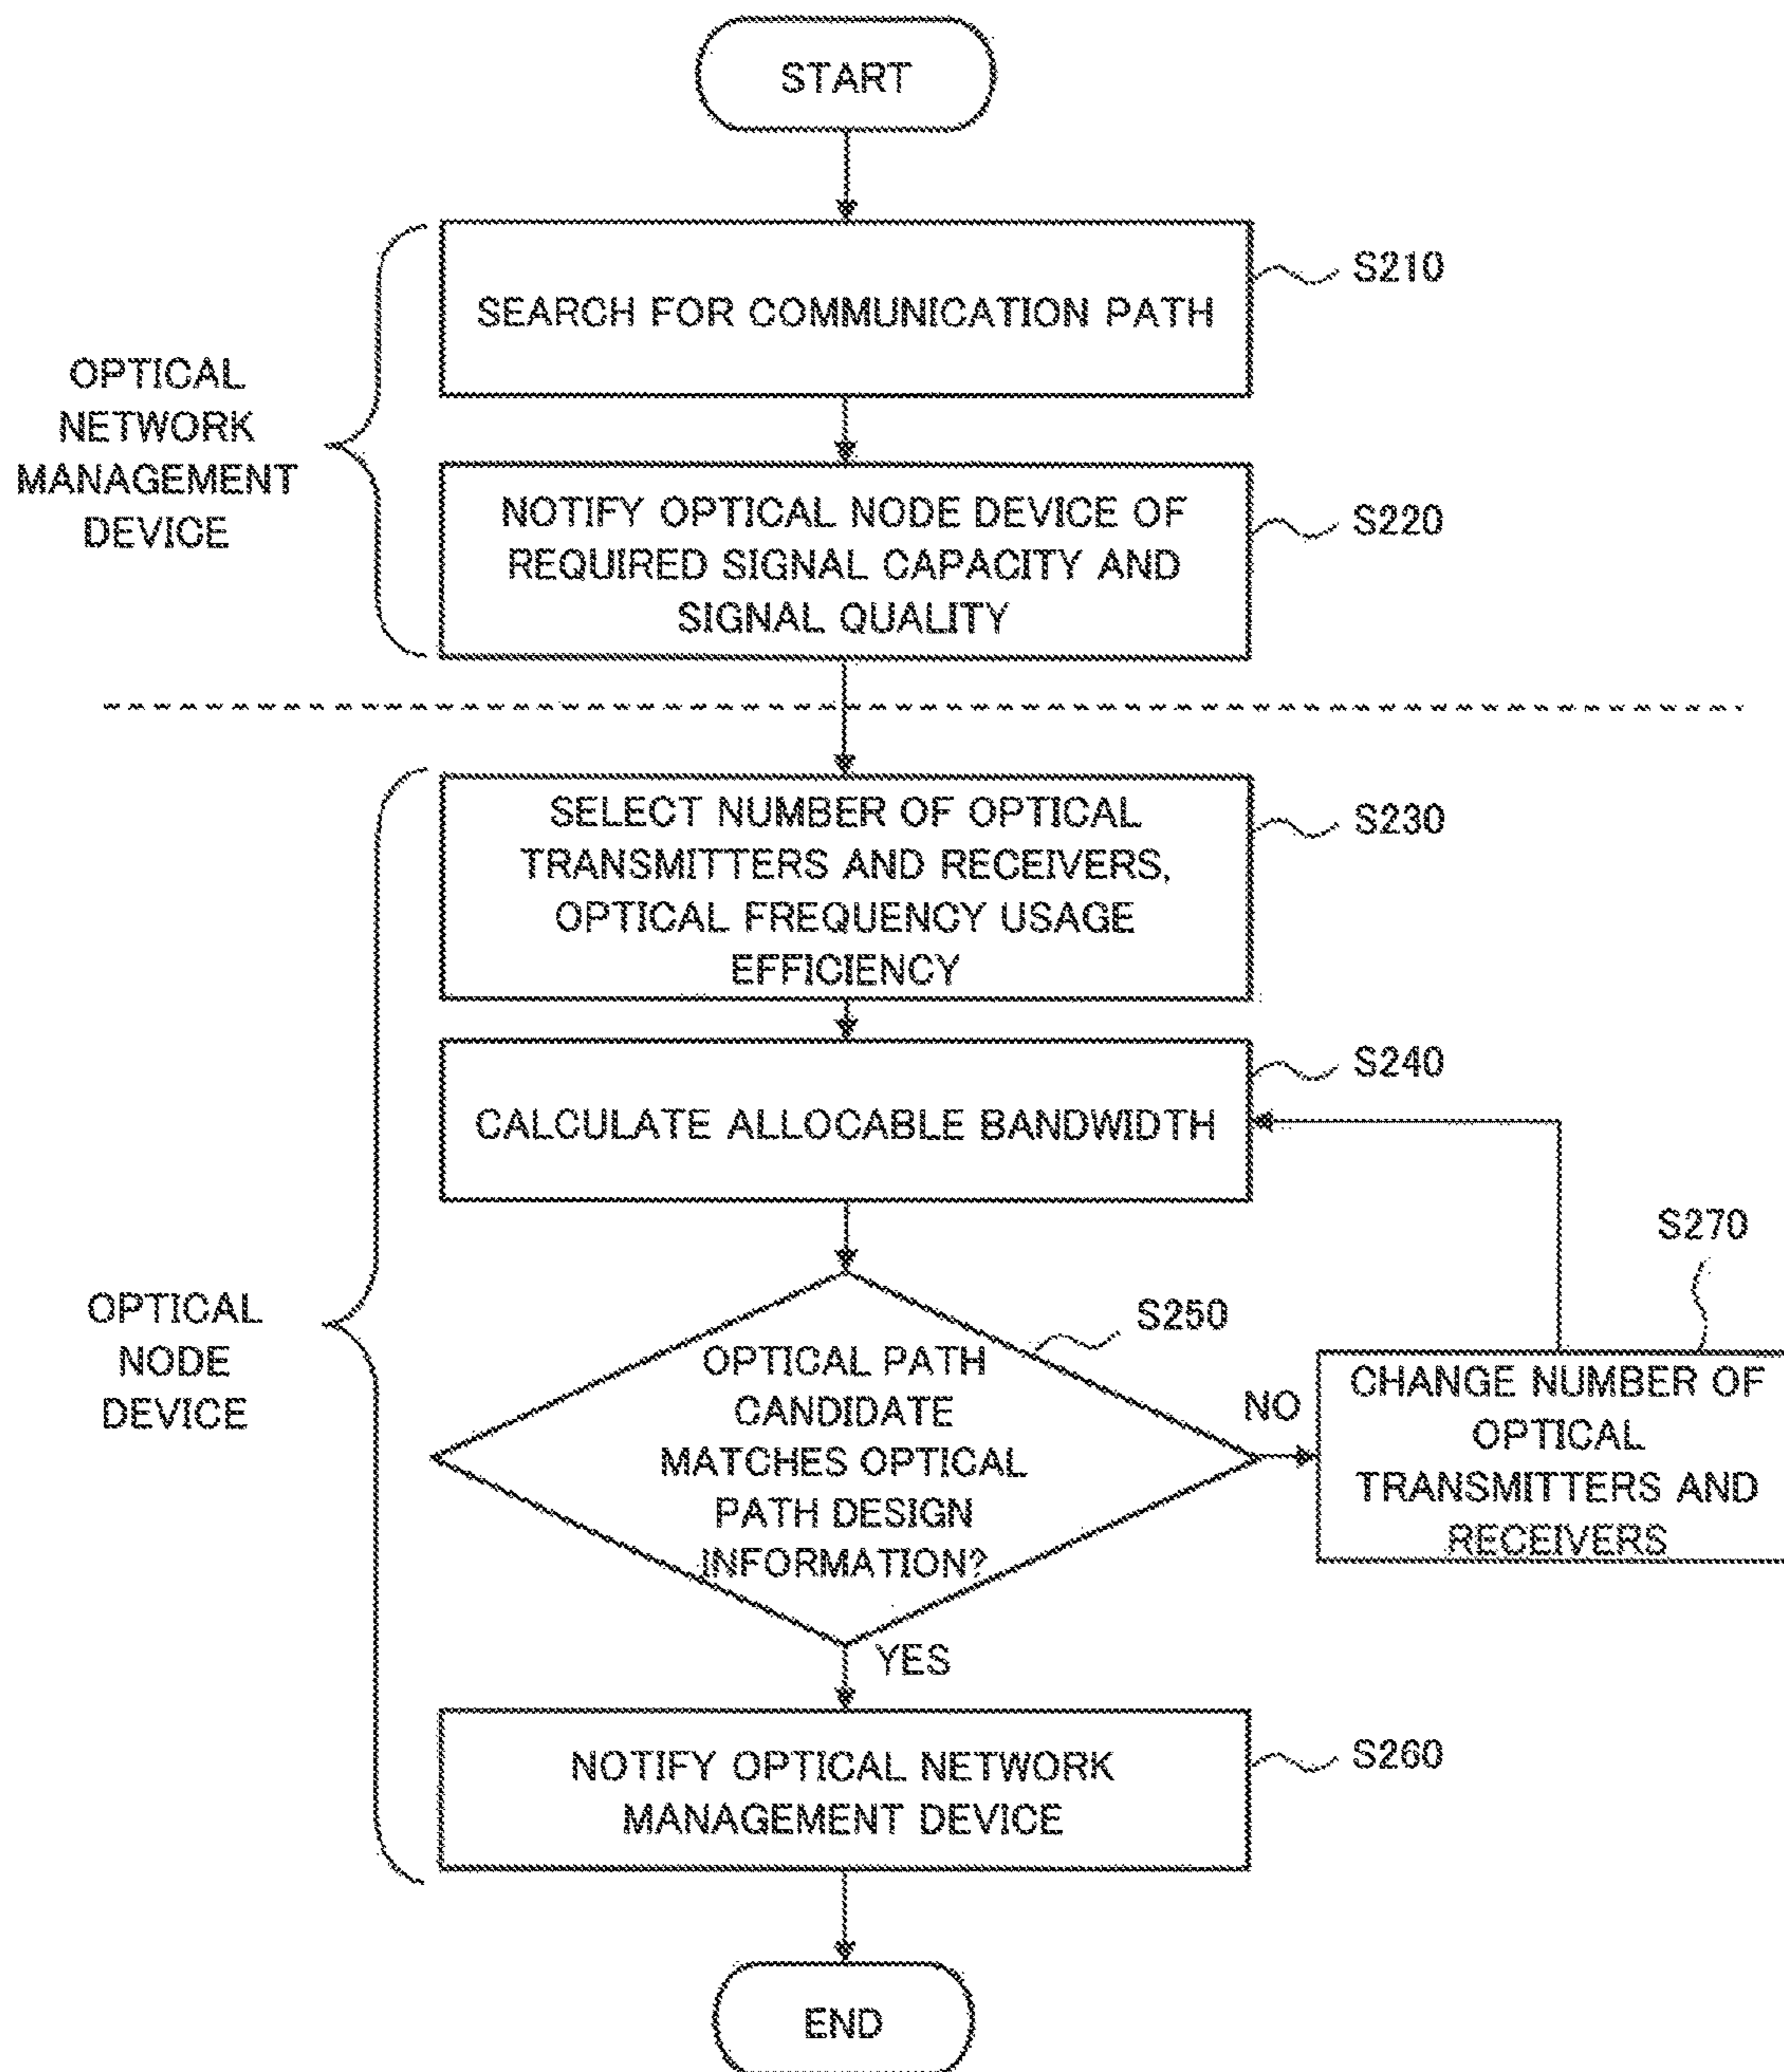 START
SEARCH FOR COMMUNICATION PATH
S210
OPTICAL
NETWORK
MANAGEMENT
DEVICE
NOTIFY OPTICAL NODE DEVICE OF
REQUIRED SIGNAL CAPACITY AND
SIGNAL QUALITY
S220
SELECT NUMBER OF OPTICAL
TRANSMITTERS AND RECEIVERS,
OPTICAL FREQUENCY USAGE
EFFICIENCY
S230
CALCULATE ALLOCABLE BANDWIDTH
S240
OPTICAL
NODE
DEVICE
OPTICAL PATH
CANDIDATE
MATCHES OPTICAL
PATH DESIGN
INFORMATION?
S250
NO
S270
CHANGE NUMBER OF
OPTICAL
TRANSMITTERS AND
RECEIVERS
YES
NOTIFY OPTICAL NETWORK
MANAGEMENT DEVICE
S260
END